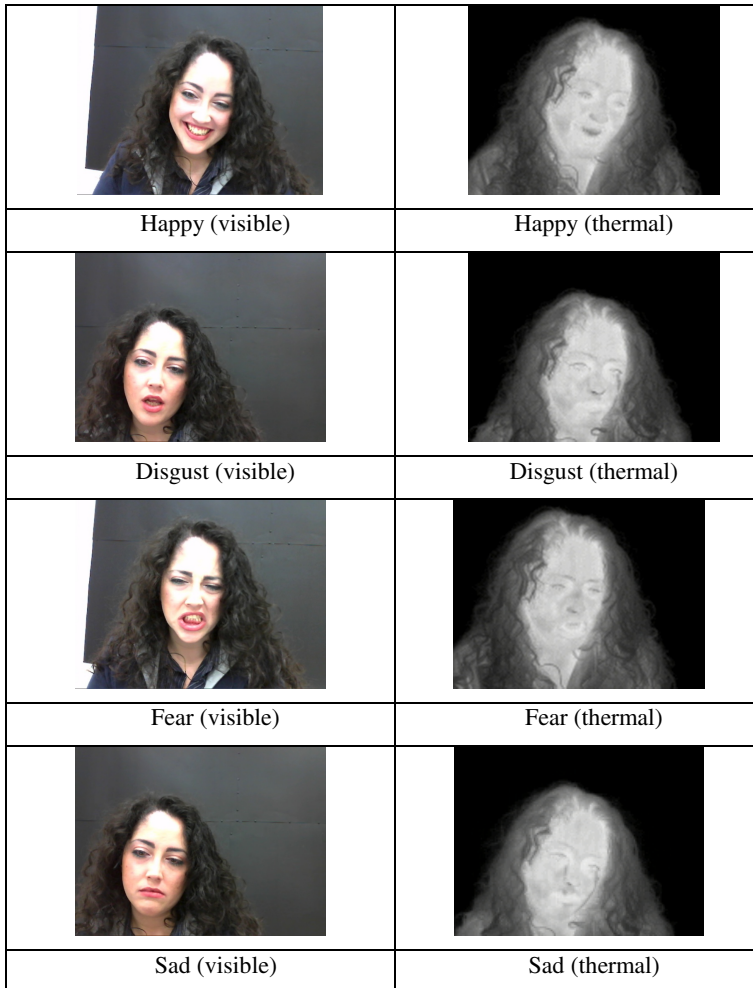 Happy (visible) Happy (thermal)
Disgust (visible) Disgust (thermal)
Fear (visible) Fear (thermal)
Sad (visible) Sad (thermal)